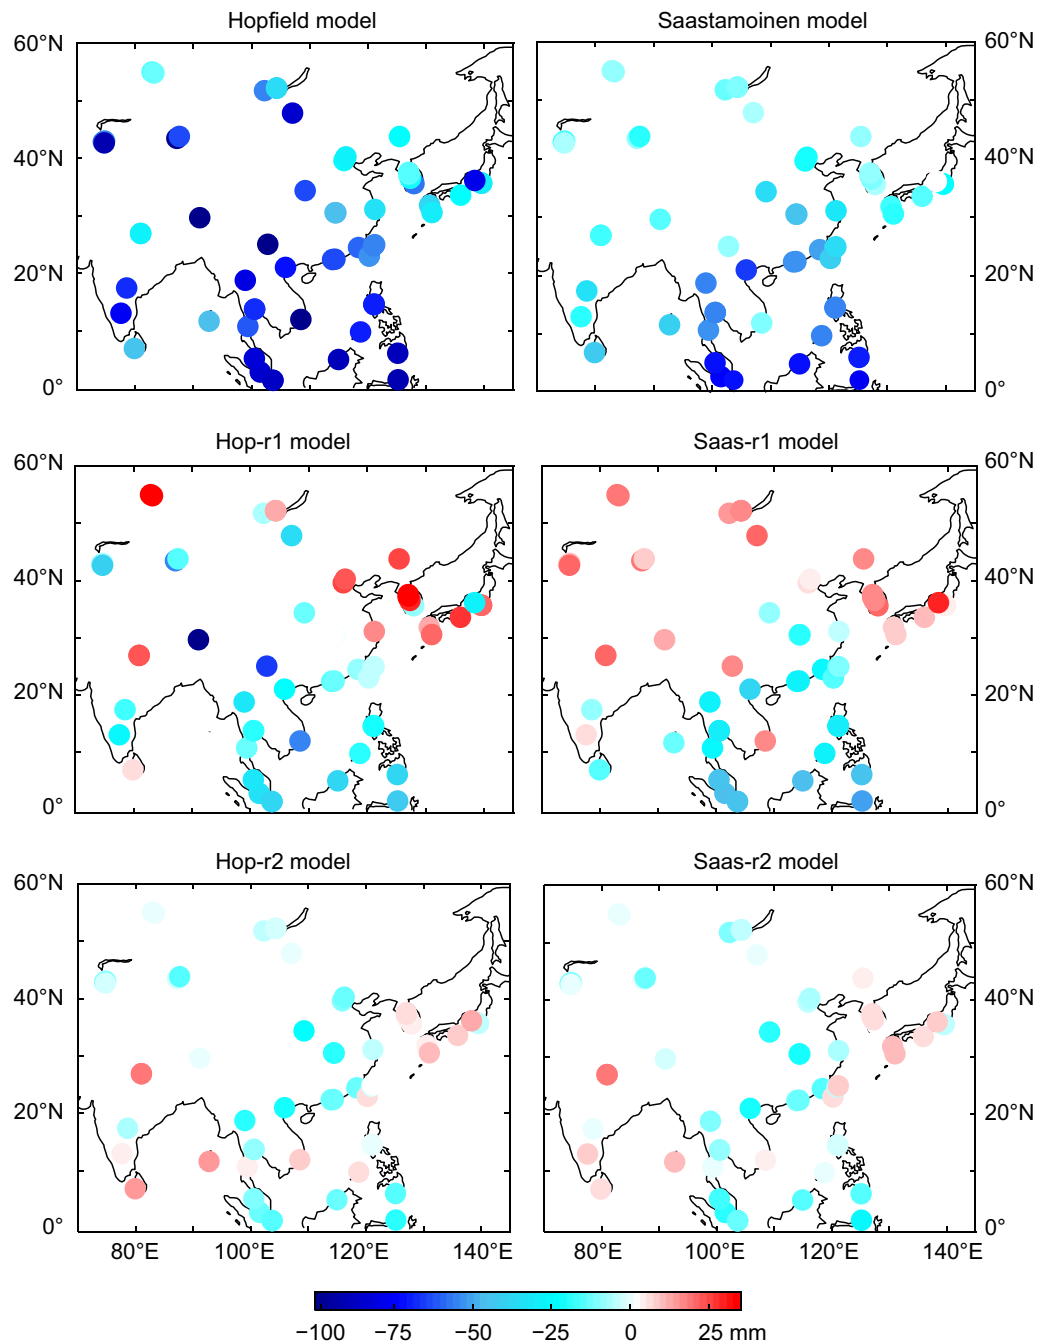 Hopfield model
Saastamoinen model
60°N
60°N
40°N
40°N
20°N
20°N
0°
0°
Hop-r1 model
Saas-r1 model
60°N
60°N
40°N
40°N
20°N
20°N
0°
0°
Hop-r2 model
Saas-r2 model
60°N
60°N
40°N
40°N
20°N
20°N
0°
0°
80°E 100°E 120°E 140°E 80°E 100°E 120°E 140°E
−100 −75 −50 −25 0 25 mm